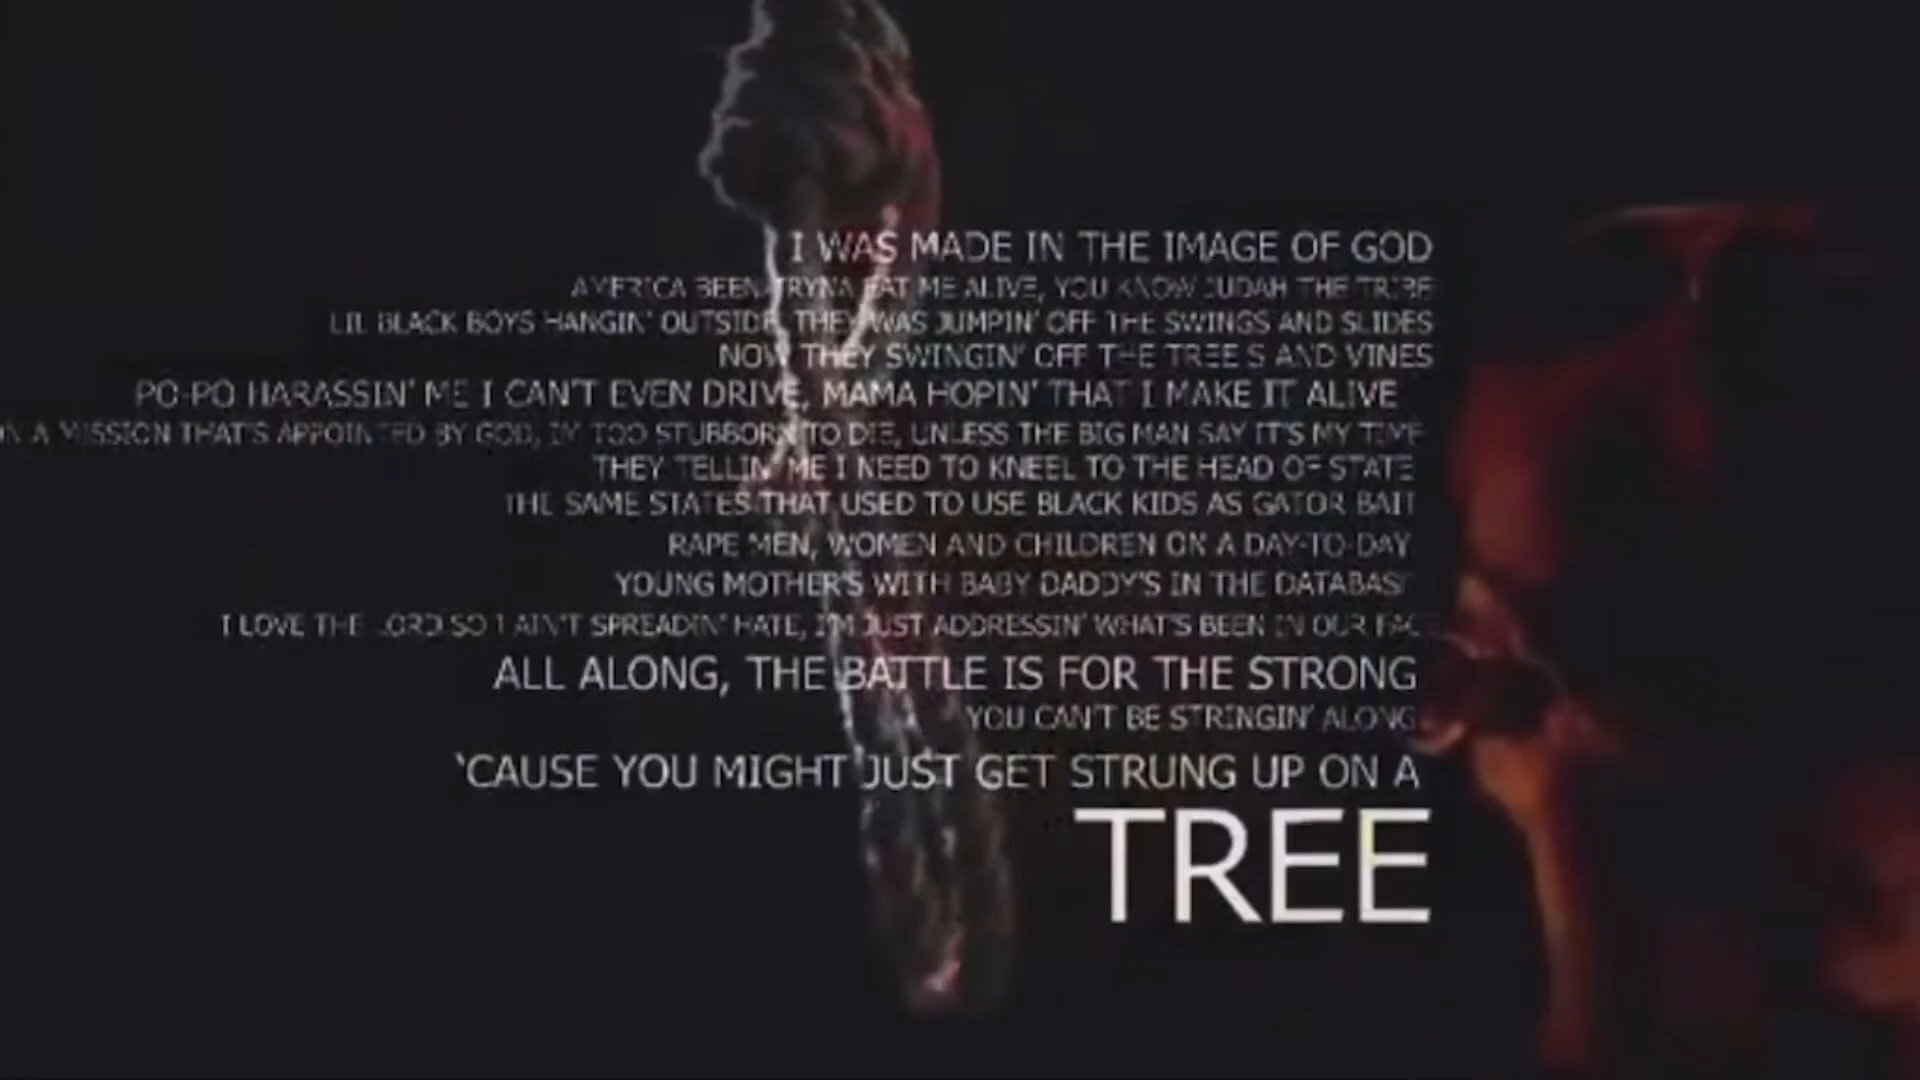 I WAS MADE IN THE IMAGE OF GOD
AMERICA BEEN TRYNA EAT ME ALIVE, YOU KNOW JUDAH THE TRIBE
LIL BLACK BOYS HANGIN' OUTSIDE, THEY WAS JUMPIN' OFF THE SWINGS AND SLIDES
NOW THEY SWINGIN' OFF THE TREE S AND VINES
PO-PO HARASSIN' ME I CAN'T EVEN DRIVE, MAMA HOPIN' THAT I MAKE IT ALIVE
ON A MISSION THAT'S APPOINTED BY GOD, I'M TOO STUBBORN TO DIE, UNLESS THE BIG MAN SAY IT'S MY TIME
THEY TELLIN' ME I NEED TO KNEEL TO THE HEAD OF STATE
THE SAME STATES THAT USED TO USE BLACK KIDS AS GATOR BAIT
RAPE MEN, WOMEN AND CHILDREN ON A DAY-TO-DAY
YOUNG MOTHER'S WITH BABY DADDY'S IN THE DATABASE
I LOVE THE LORD SO I AIN'T SPREADIN' HATE, I'M JUST ADDRESSIN' WHAT'S BEEN IN OUR FACE
ALL ALONG, THE BATTLE IS FOR THE STRONG
YOU CAN'T BE STRINGIN' ALONG
'CAUSE YOU MIGHT JUST GET STRUNG UP ON A
TREE